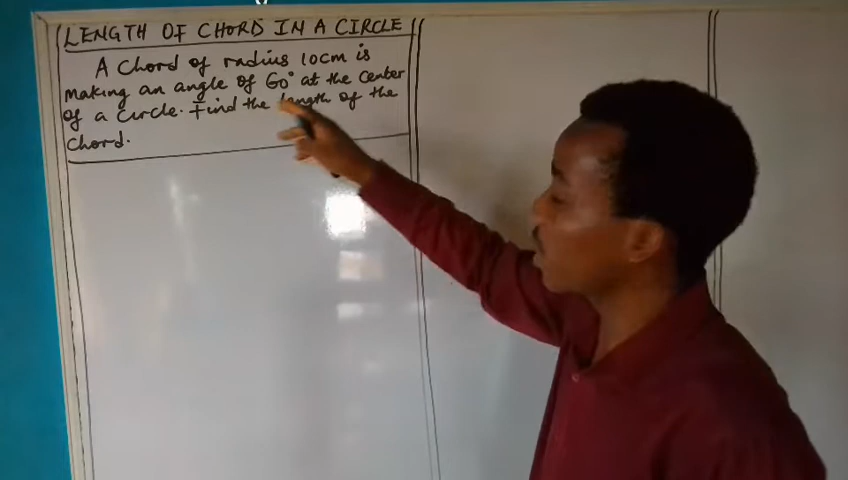 LENGTH OF CHORD IN A CIRCLE
A Chord of radius 10cm is
making an angle of 60° at the center
of a Circle. Find the length of the
chord.